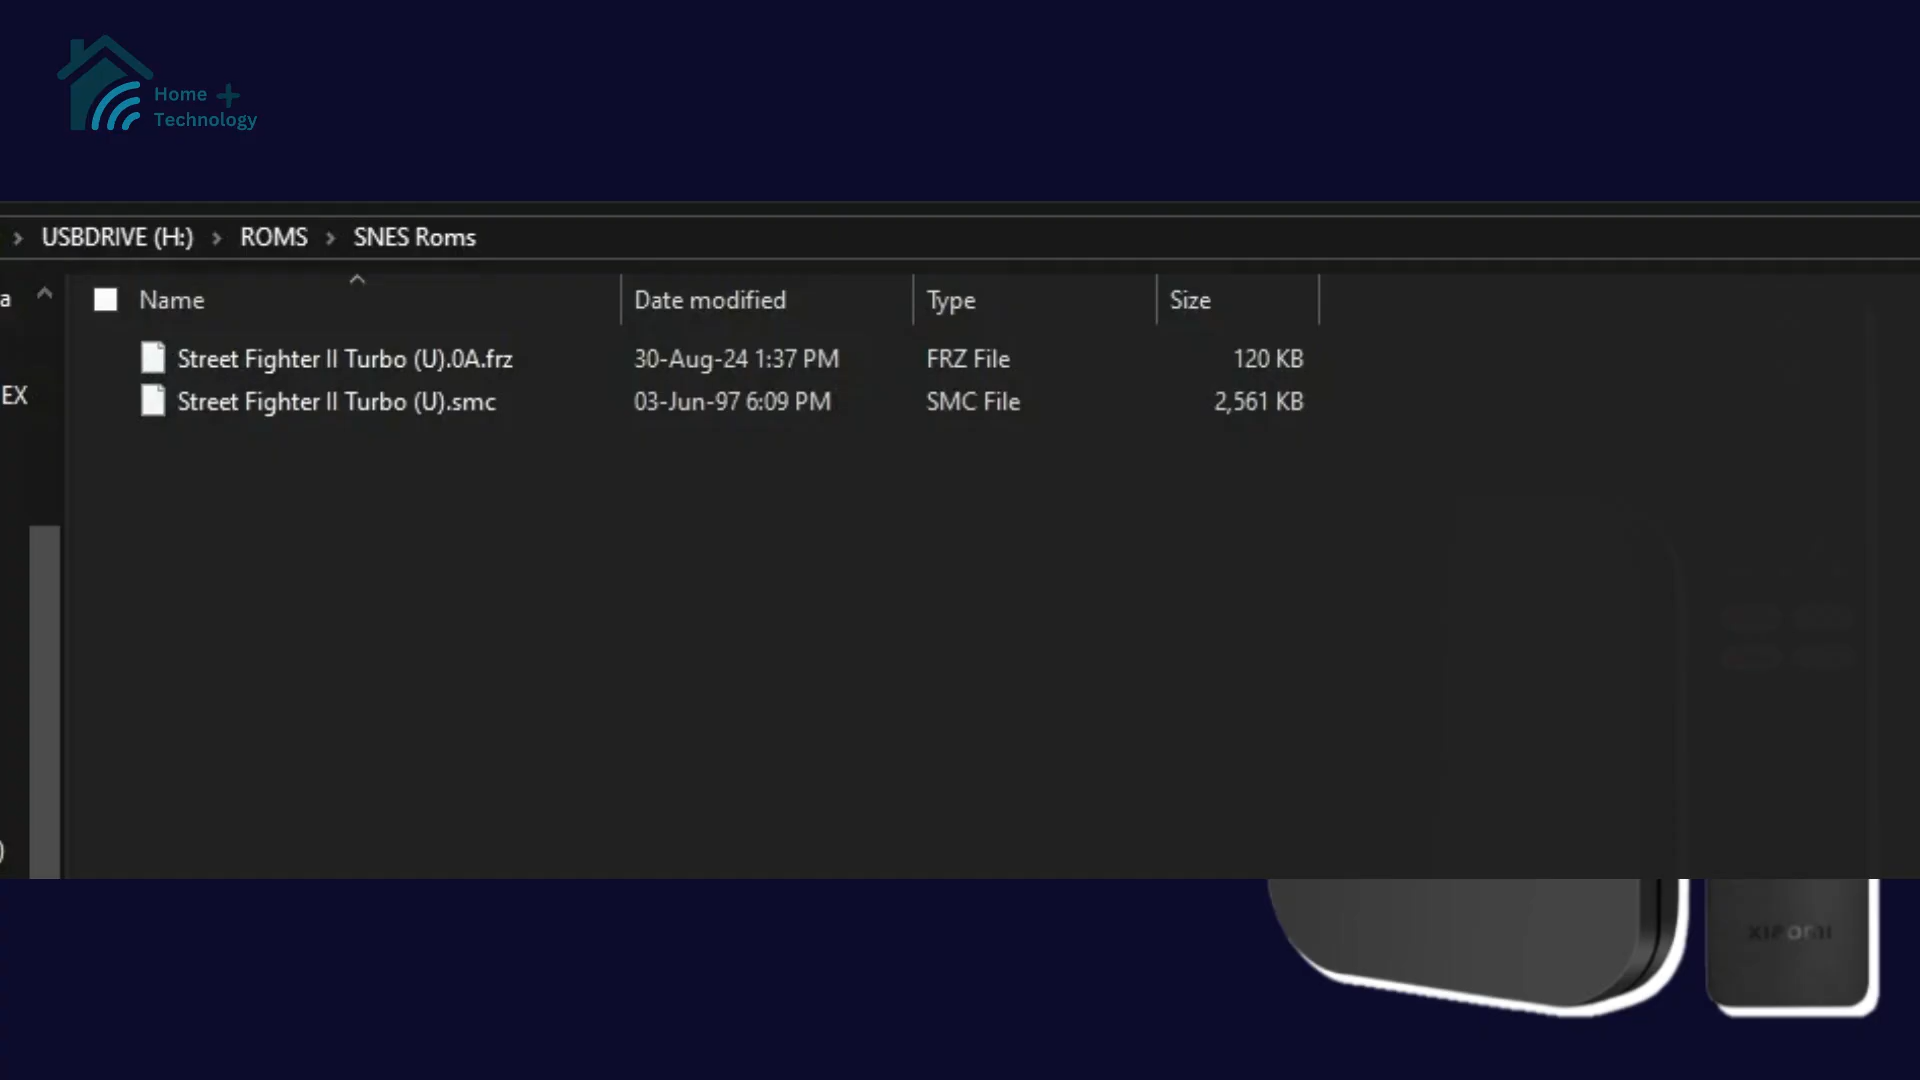 Home +
Technology
USBDRIVE (H:) > ROMS > SNES Roms
a
Name
Date modified
Type
Size
Street Fighter II Turbo (U).0A.frz
30-Aug-24 1:37 PM
FRZ File
120 KB
EX
Street Fighter II Turbo (U).smc
03-Jun-97 6:09 PM
SMC File
2,561 KB
)
xiaomi